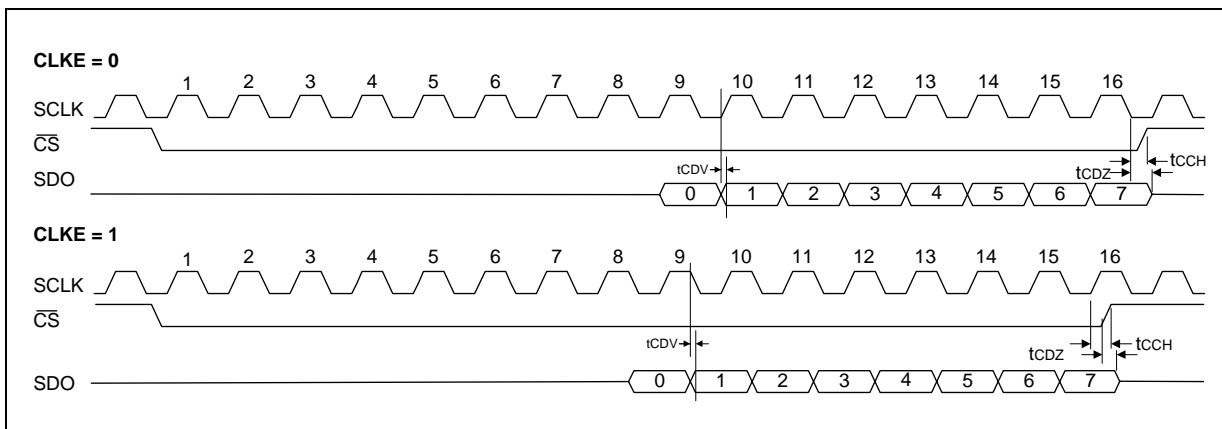 CLKE = 0
1 2 3 4 5 6 7 8 9 10 11 12 13 14 15 16
SCLK
CS
tCDV
tCCH
tCDZ
SDO
0 1 2 3 4 5 6 7
CLKE = 1
1 2 3 4 5 6 7 8 9 10 11 12 13 14 15 16
SCLK
CS
tCDV
tCDZ
tCCH
SDO
0 1 2 3 4 5 6 7